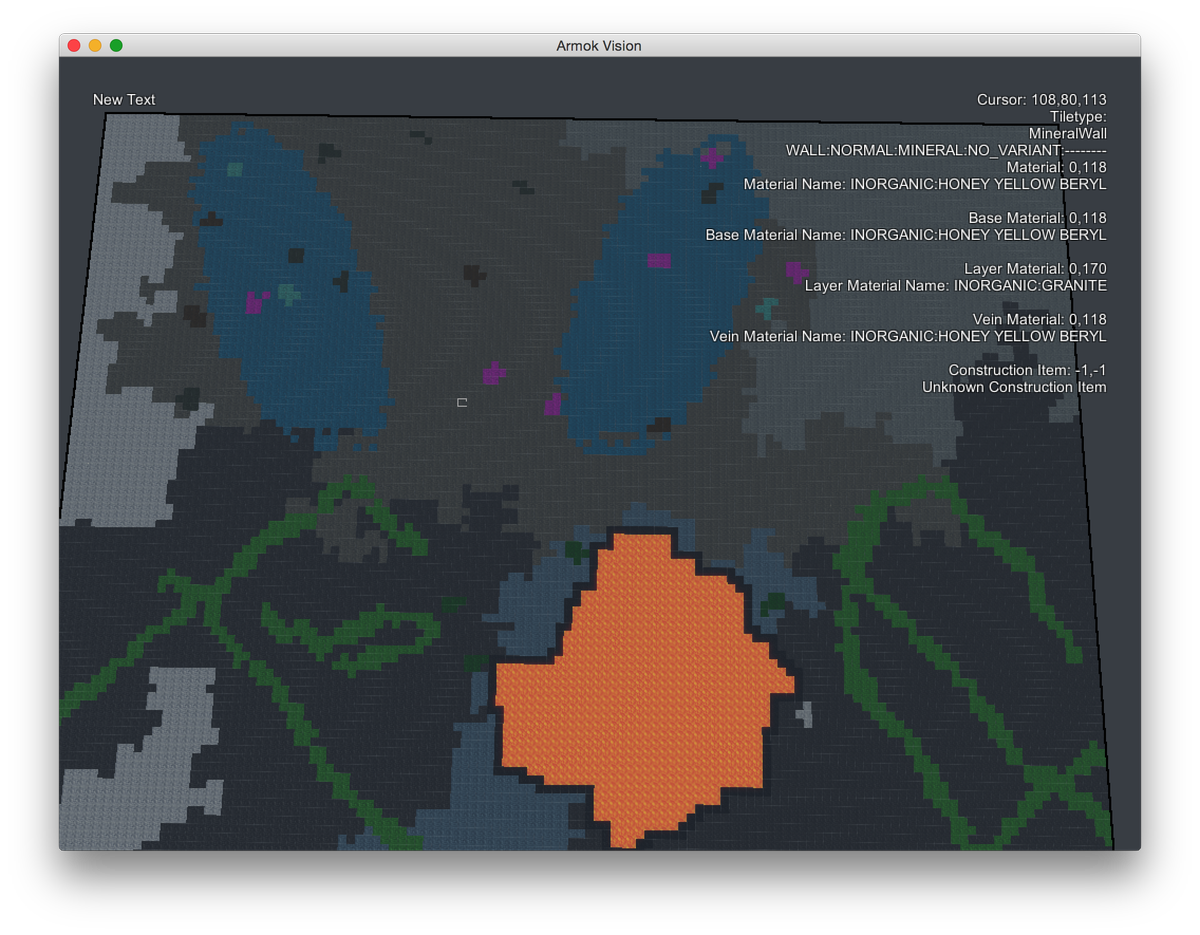 Armok Vision
New Text
Cursor: 108,80,113
Tiletype:
MineralWall
WALL:NORMAL:MINERAL:NO_VARIANT:--------
Material: 0,118
Material Name: INORGANIC:HONEY YELLOW BERYL
Base Material: 0,118
Base Material Name: INORGANIC:HONEY YELLOW BERYL
Layer Material: 0,170
Layer Material Name: INORGANIC:GRANITE
Vein Material: 0,118
Vein Material Name: INORGANIC:HONEY YELLOW BERYL
Construction Item: -1,-1
Unknown Construction Item